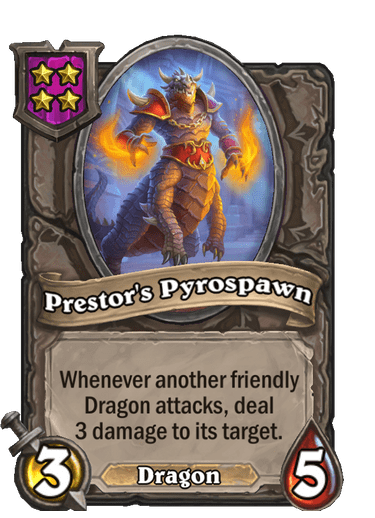 Prestor's Pyrospawn
Whenever another friendly
Dragon attacks, deal
3 damage to its target.
3
Dragon
5